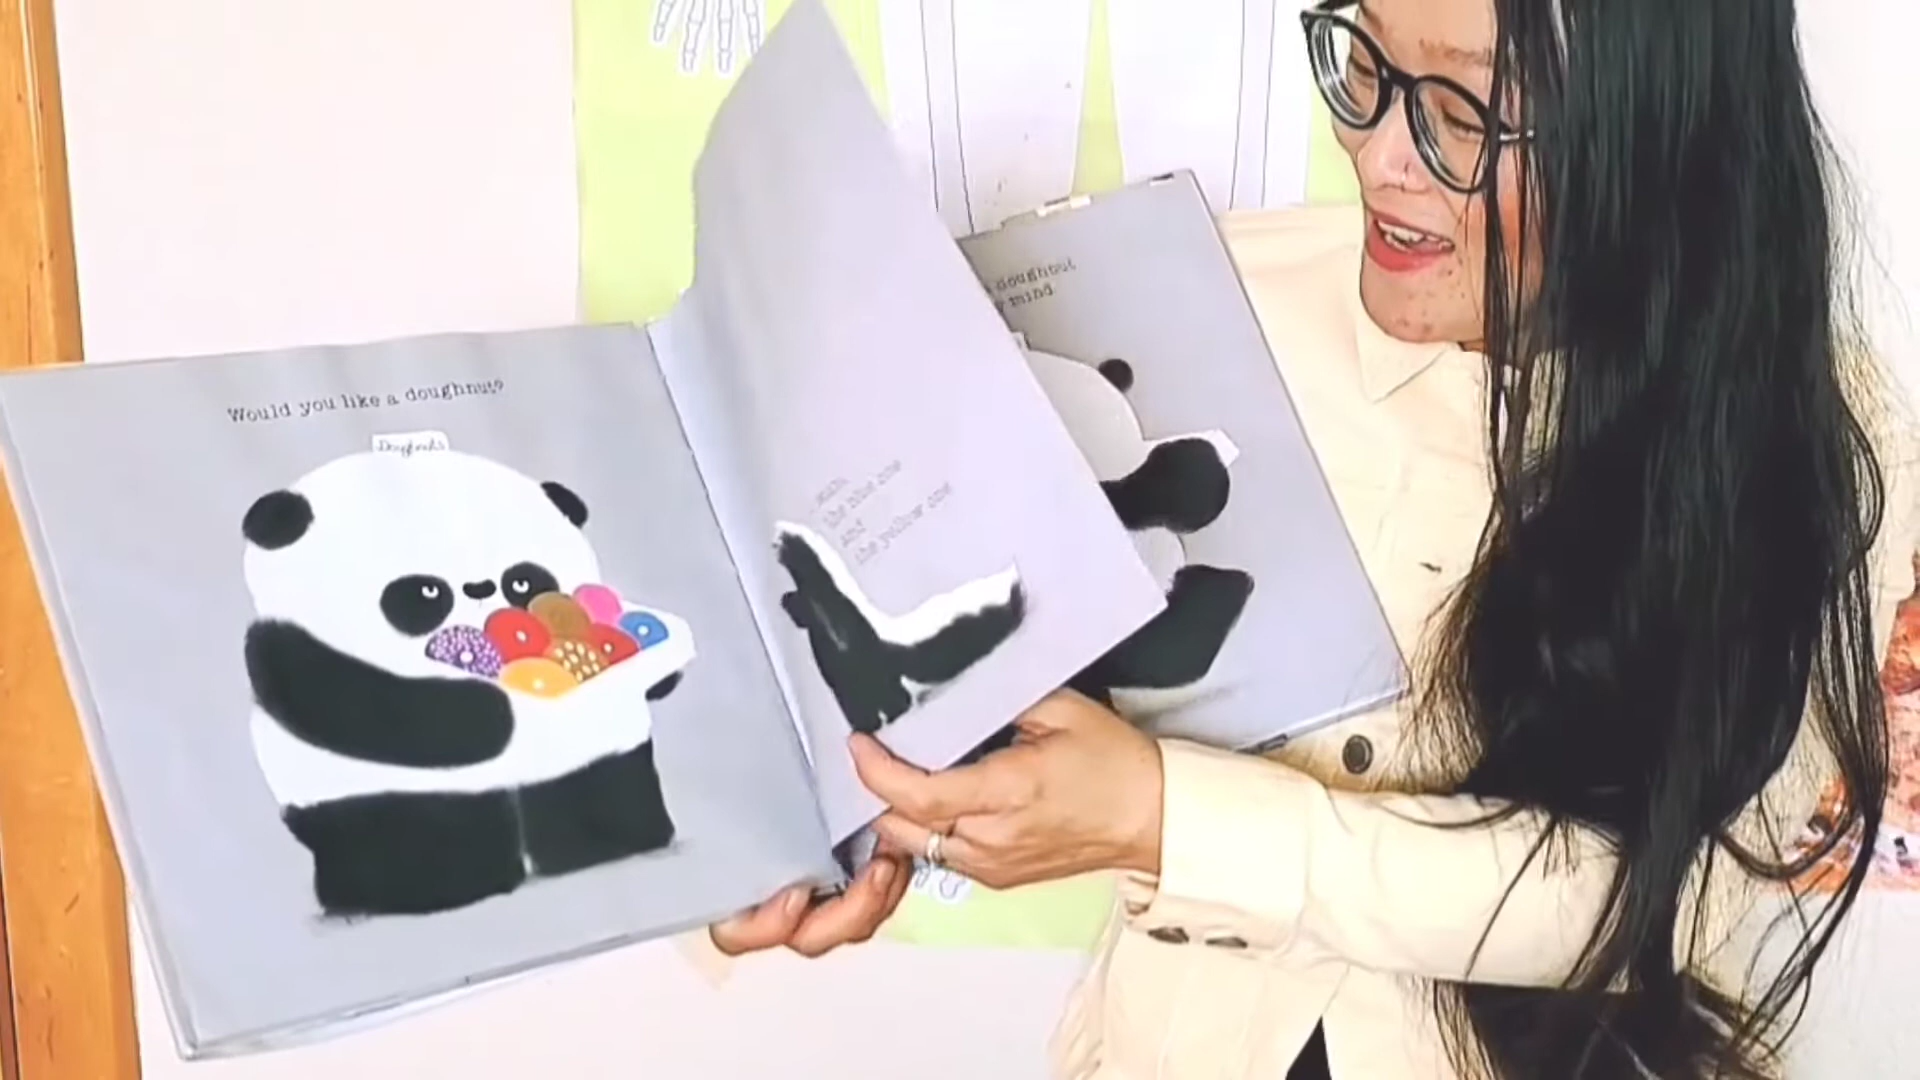 Would you like a doughnut?
Doughnuts
the blue one
and
the yellow one
doughnut
mind